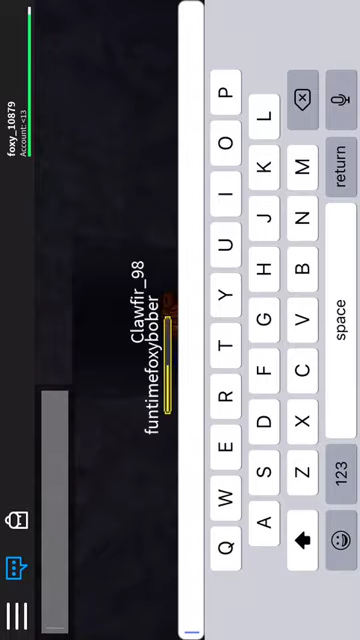 foxy_10879
Account: <13
Clawfir_98
funtimefoxybober
Q W E R T Y U I O P
A S D F G H J K L
Z X C V B N M
123 space return